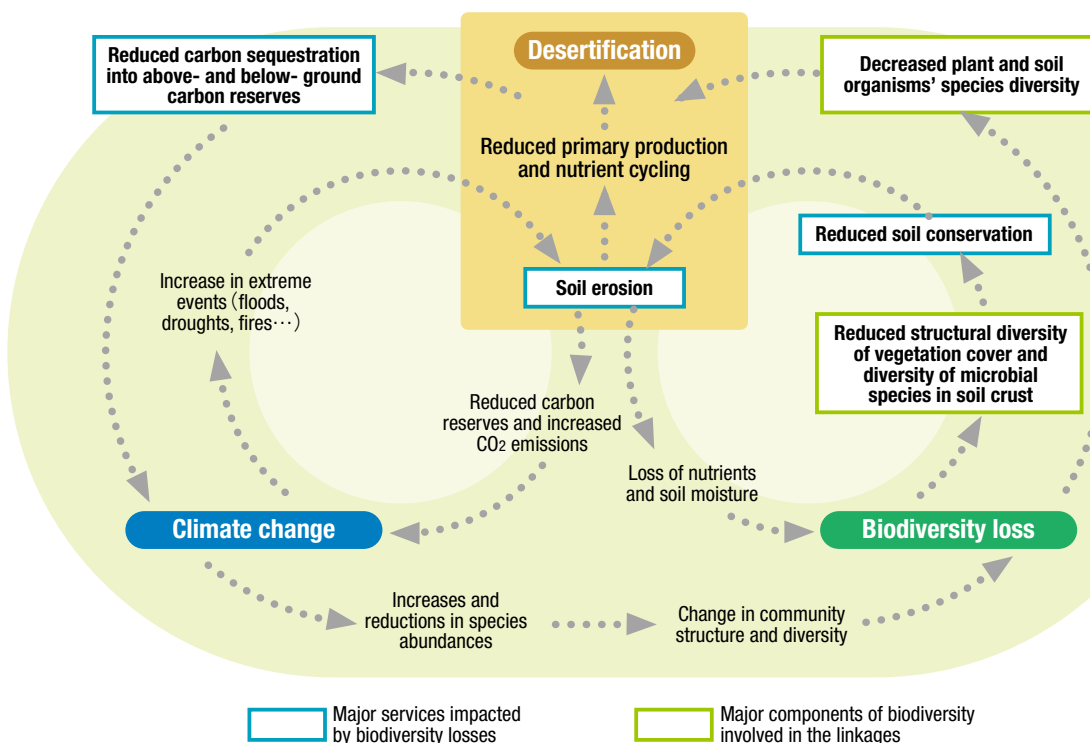 Desertification
Reduced carbon sequestration
into above- and below- ground
carbon reserves
Decreased plant and soil
organisms’ species diversity
Reduced primary production
and nutrient cycling
Reduced soil conservation
Soil erosion
Increase in extreme
events (floods,
droughts, fires…)
Reduced structural diversity
of vegetation cover and
diversity of microbial
species in soil crust
Reduced carbon
reserves and increased
CO2 emissions
Loss of nutrients
and soil moisture
Climate change
Biodiversity loss
Increases and
reductions in species
abundances
Change in community
structure and diversity
Major services impacted
by biodiversity losses
Major components of biodiversity
involved in the linkages